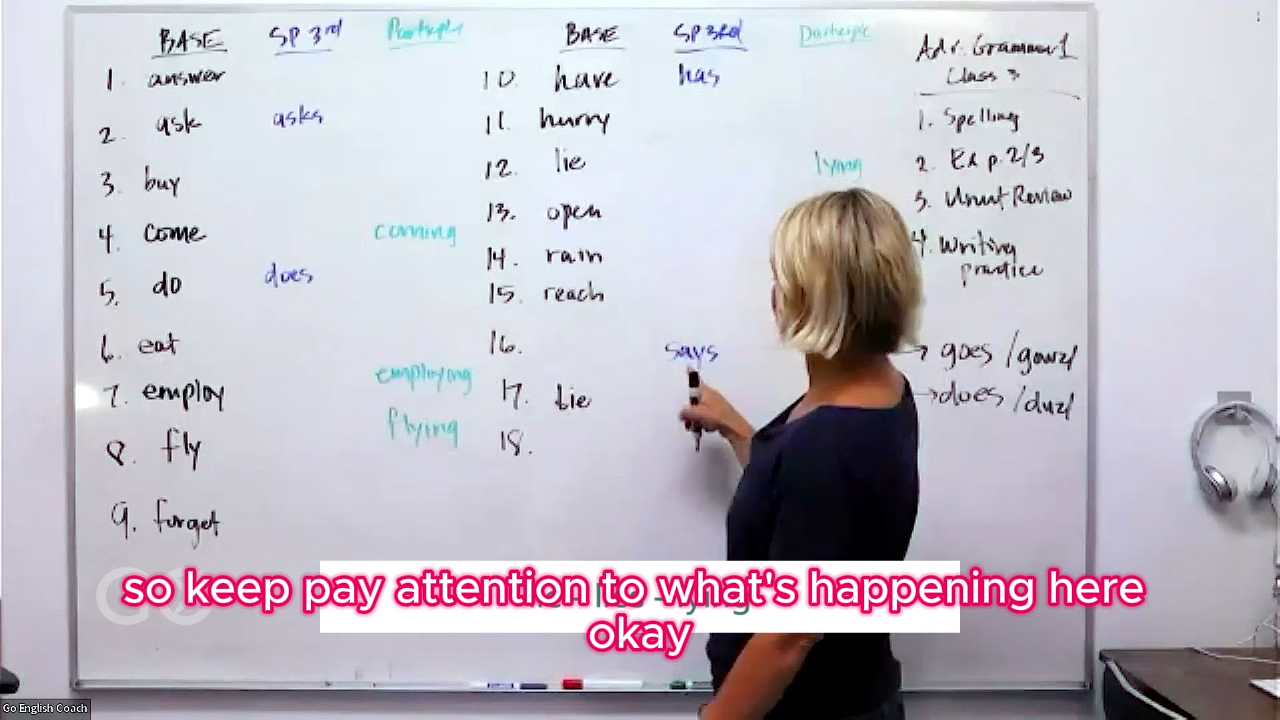 BASE SP 3rd Participle BASE SP 3rd Participle
Adv. Grammar 1
Class 3
1. answer
2. ask asks
3. buy
4. come coming
5. do does
6. eat
7. employ employing
8. fly flying
9. forget
10. have has
11. hurry
12. lie lying
13. open
14. rain
15. reach
16. says
17. tie
18.
1. Spelling
2. Ex p. 2/3
3. Unit Review
4. Writing
practice
→ goes /gowz/
→ does /duz/
so keep pay attention to what's happening here
okay
Go English Coach